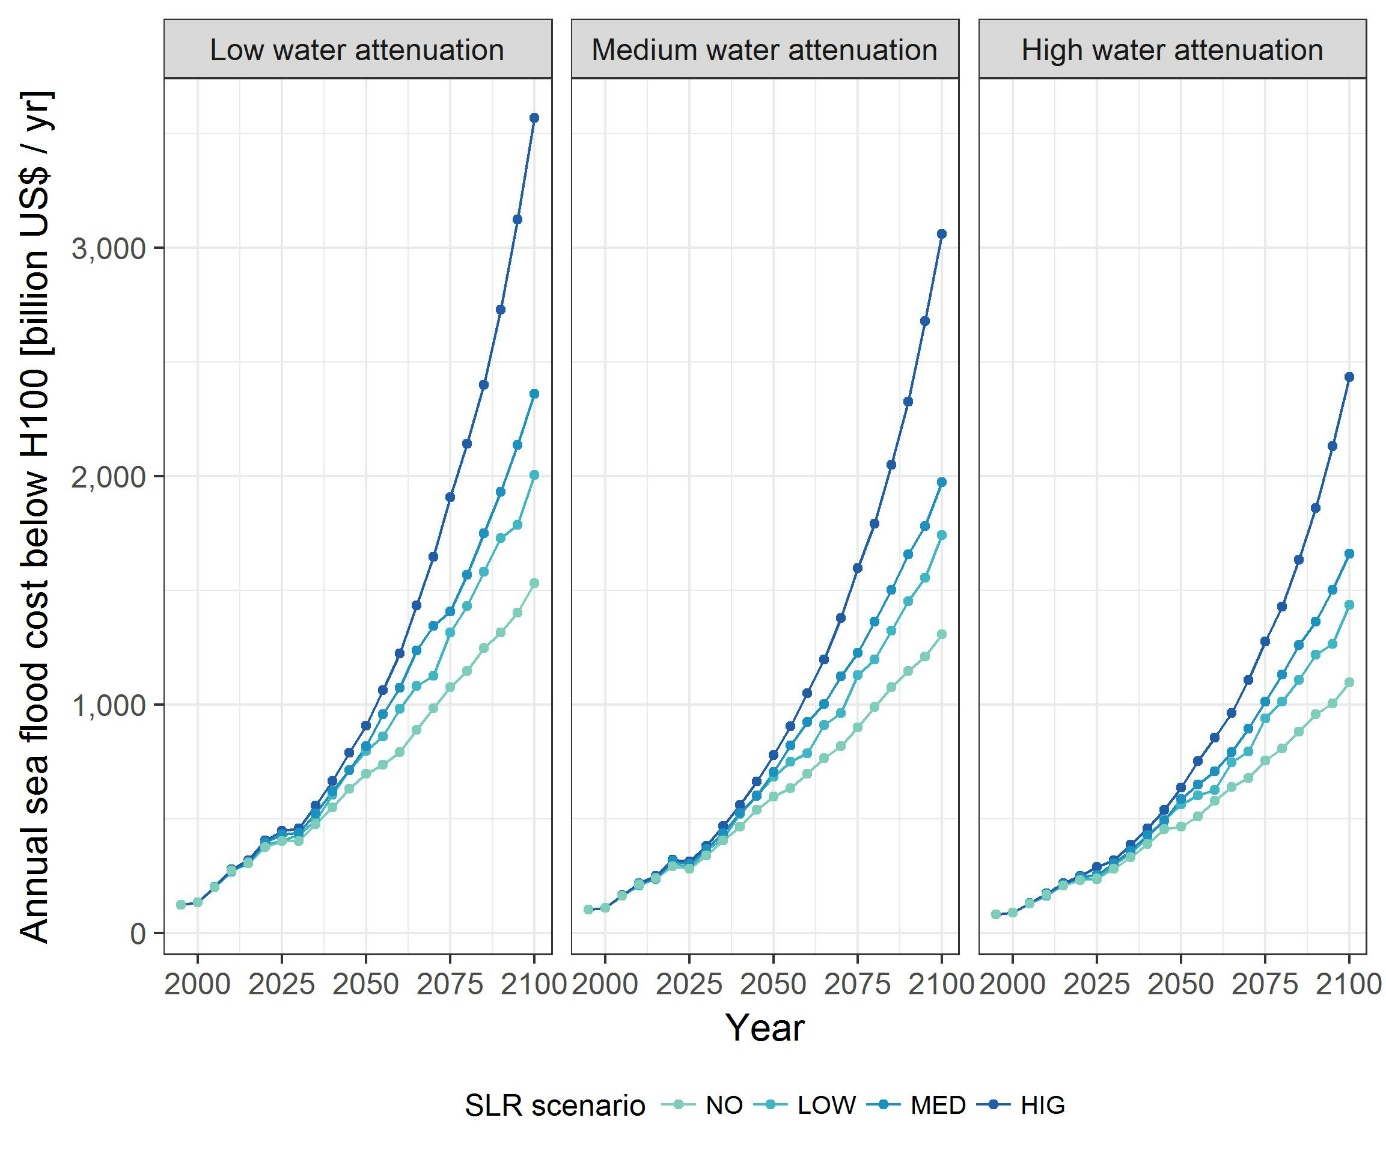 Low water attenuation Medium water attenuation High water attenuation
Annual sea flood cost below H100 [billion US$ / yr]
3,000
2,000
1,000
0
2000 2025 2050 2075 2100 2000 2025 2050 2075 2100 2000 2025 2050 2075 2100
Year
SLR scenario NO LOW MED HIG